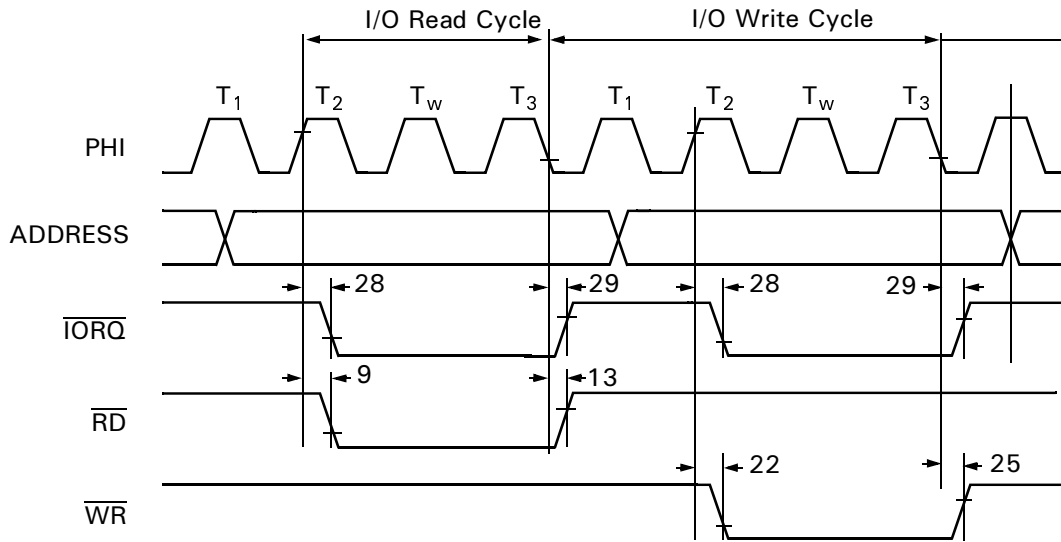 I/O Read Cycle I/O Write Cycle
T1 T2 Tw T3 T1 T2 Tw T3
PHI
ADDRESS
28 29 28 29
IORQ
9 13
RD
22 25
WR